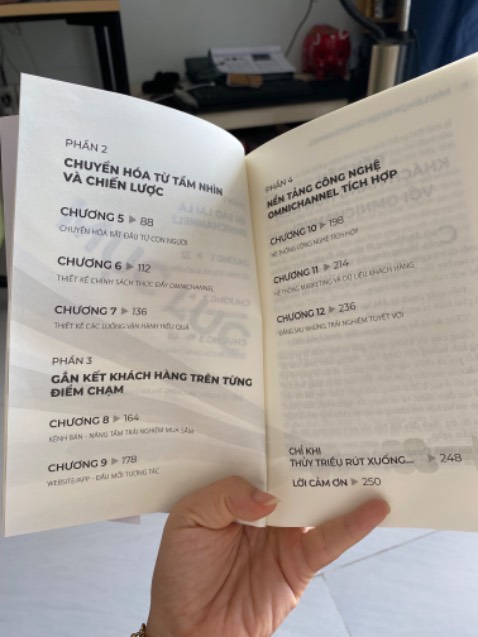 PHẦN 2
CHUYỂN HÓA TỪ TẦM NHÌN
VÀ CHIẾN LƯỢC
CHƯƠNG 5 ▶ 88
CHUYỂN HÓA BẮT ĐẦU TỪ CON NGƯỜI
CHƯƠNG 6 ▶ 112
THIẾT KẾ CHÍNH SÁCH THÚC ĐẨY OMNICHANNEL
CHƯƠNG 7 ▶ 136
THIẾT KẾ CÁC LUỒNG VẬN HÀNH HIỆU QUẢ
PHẦN 3
GẮN KẾT KHÁCH HÀNG TRÊN TỪNG
ĐIỂM CHẠM
CHƯƠNG 8 ▶ 164
KÊNH BÁN - NÂNG TẦM TRẢI NGHIỆM MUA SẮM
CHƯƠNG 9 ▶ 178
WEBSITE/APP - ĐẦU MỐI TƯƠNG TÁC
PHẦN 4
NỀN TẢNG CÔNG NGHỆ
OMNICHANNEL TÍCH HỢP
CHƯƠNG 10 ▶ 198
HỆ THỐNG CÔNG NGHỆ TÍCH HỢP
CHƯƠNG 11 ▶ 214
HỆ THỐNG MARKETING VÀ DỮ LIỆU KHÁCH HÀNG
CHƯƠNG 12 ▶ 236
ĐẰNG SAU NHỮNG TRẢI NGHIỆM TUYỆT VỜI
CHỈ KHI
THỦY TRIỀU RÚT XUỐNG... ▶ 248
LỜI CẢM ƠN ▶ 250